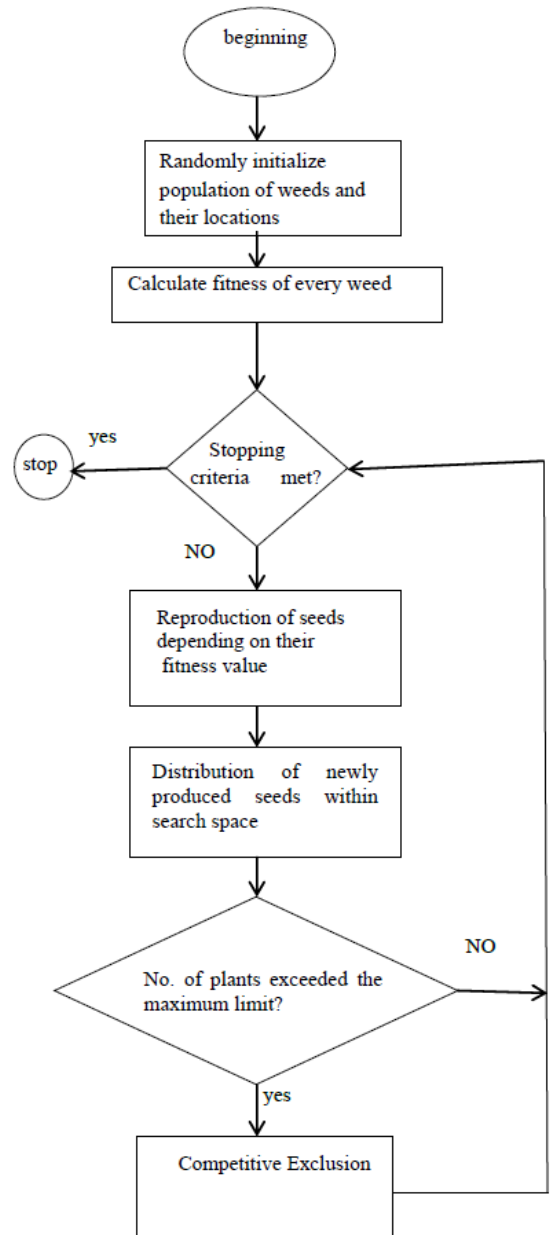 beginning
Randomly initialize
population of weeds and
their locations
Calculate fitness of every weed
yes
stop
Stopping
criteria met?
NO
Reproduction of seeds
depending on their
fitness value
Distribution of newly
produced seeds within
search space
NO
No. of plants exceeded the
maximum limit?
yes
Competitive Exclusion